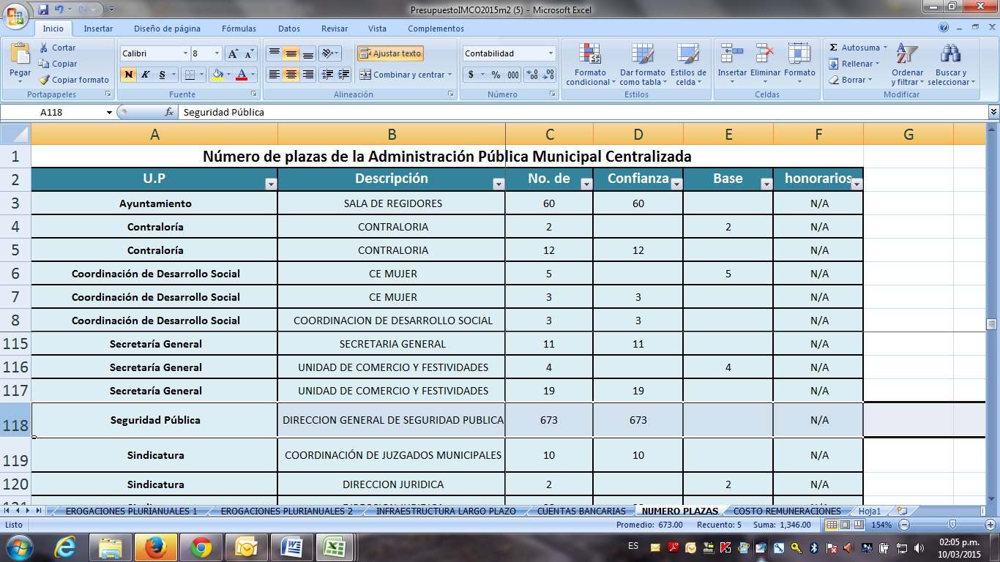 PresupuestoIMCO2015m2 (5) - Microsoft Excel
Inicio Insertar Diseño de página Fórmulas Datos Revisar Vista Complementos
Pegar
Cortar
Copiar
Copiar formato
Portapapeles
Calibri 8
N K S
Fuente
Ajustar texto
Combinar y centrar
Alineación
Contabilidad
$ % 000
Número
Formato condicional
Dar formato como tabla
Estilos de celda
Estilos
Insertar Eliminar Formato
Celdas
Autosuma
Rellenar
Borrar
Ordenar y filtrar
Buscar y seleccionar
Modificar
A118 fx Seguridad Pública
A B C D E F G
1 Número de plazas de la Administración Pública Municipal Centralizada
2 U.P Descripción No. de Confianza Base honorarios
3 Ayuntamiento SALA DE REGIDORES 60 60 N/A
4 Contraloría CONTRALORIA 2 2 N/A
5 Contraloría CONTRALORIA 12 12 N/A
6 Coordinación de Desarrollo Social CE MUJER 5 5 N/A
7 Coordinación de Desarrollo Social CE MUJER 3 3 N/A
8 Coordinación de Desarrollo Social COORDINACION DE DESARROLLO SOCIAL 3 3 N/A
115 Secretaría General SECRETARIA GENERAL 11 11 N/A
116 Secretaría General UNIDAD DE COMERCIO Y FESTIVIDADES 4 4 N/A
117 Secretaría General UNIDAD DE COMERCIO Y FESTIVIDADES 19 19 N/A
118 Seguridad Pública DIRECCION GENERAL DE SEGURIDAD PUBLICA 673 673 N/A
119 Sindicatura COORDINACIÓN DE JUZGADOS MUNICIPALES 10 10 N/A
120 Sindicatura DIRECCION JURIDICA 2 2 N/A
EROGACIONES PLURIANUALES 1 EROGACIONES PLURIANUALES 2 INFRAESTRUCTURA LARGO PLAZO CUENTAS BANCARIAS NUMERO PLAZAS COSTO REMUNERACIONES Hoja1
Listo Promedio: 673.00 Recuento: 5 Suma: 1,346.00 154%
ES 02:05 p.m.
10/03/2015